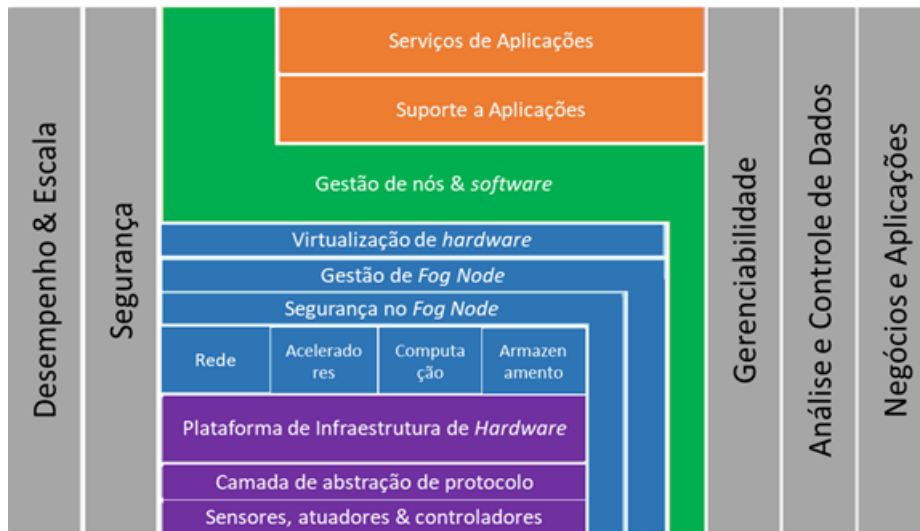 Desempenho & Escala
Segurança
Serviços de Aplicações
Suporte a Aplicações
Gestão de nós & software
Virtualização de hardware
Gestão de Fog Node
Segurança no Fog Node
Rede
Acelerado
res
Computa
ção
Armazen
amento
Plataforma de Infraestrutura de Hardware
Camada de abstração de protocolo
Sensores, atuadores & controladores
Gerenciabilidade
Análise e Controle de Dados
Negócios e Aplicações